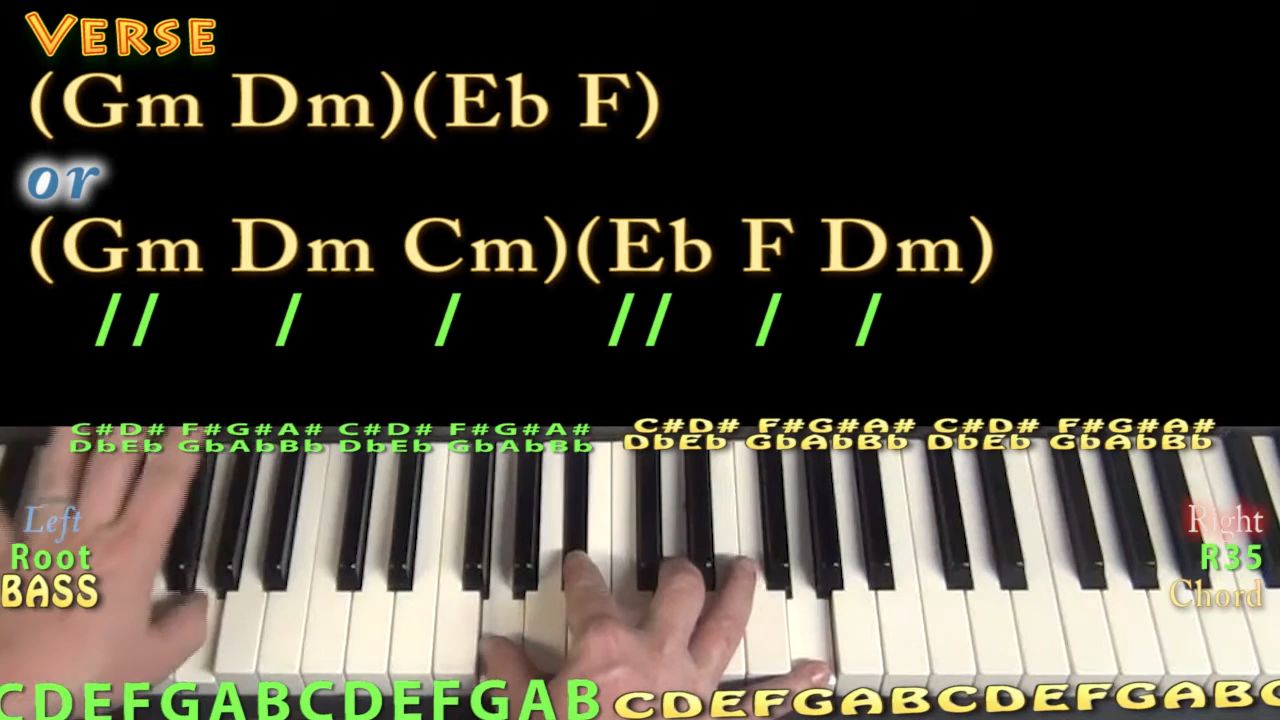 VERSE
(Gm Dm)(Eb F)
or
(Gm Dm Cm)(Eb F Dm)
// / / // / /
C#D# F#G#A# C#D# F#G#A# C#D# F#G#A# C#D# F#G#A#
DbEb GbAbBb DbEb GbAbBb DbEb GbAbBb DbEb GbAbBb
Left
Root
BASS
Right
R35
Chord
CDEFGABCDEFGAB CDEFGABCDEFGABC